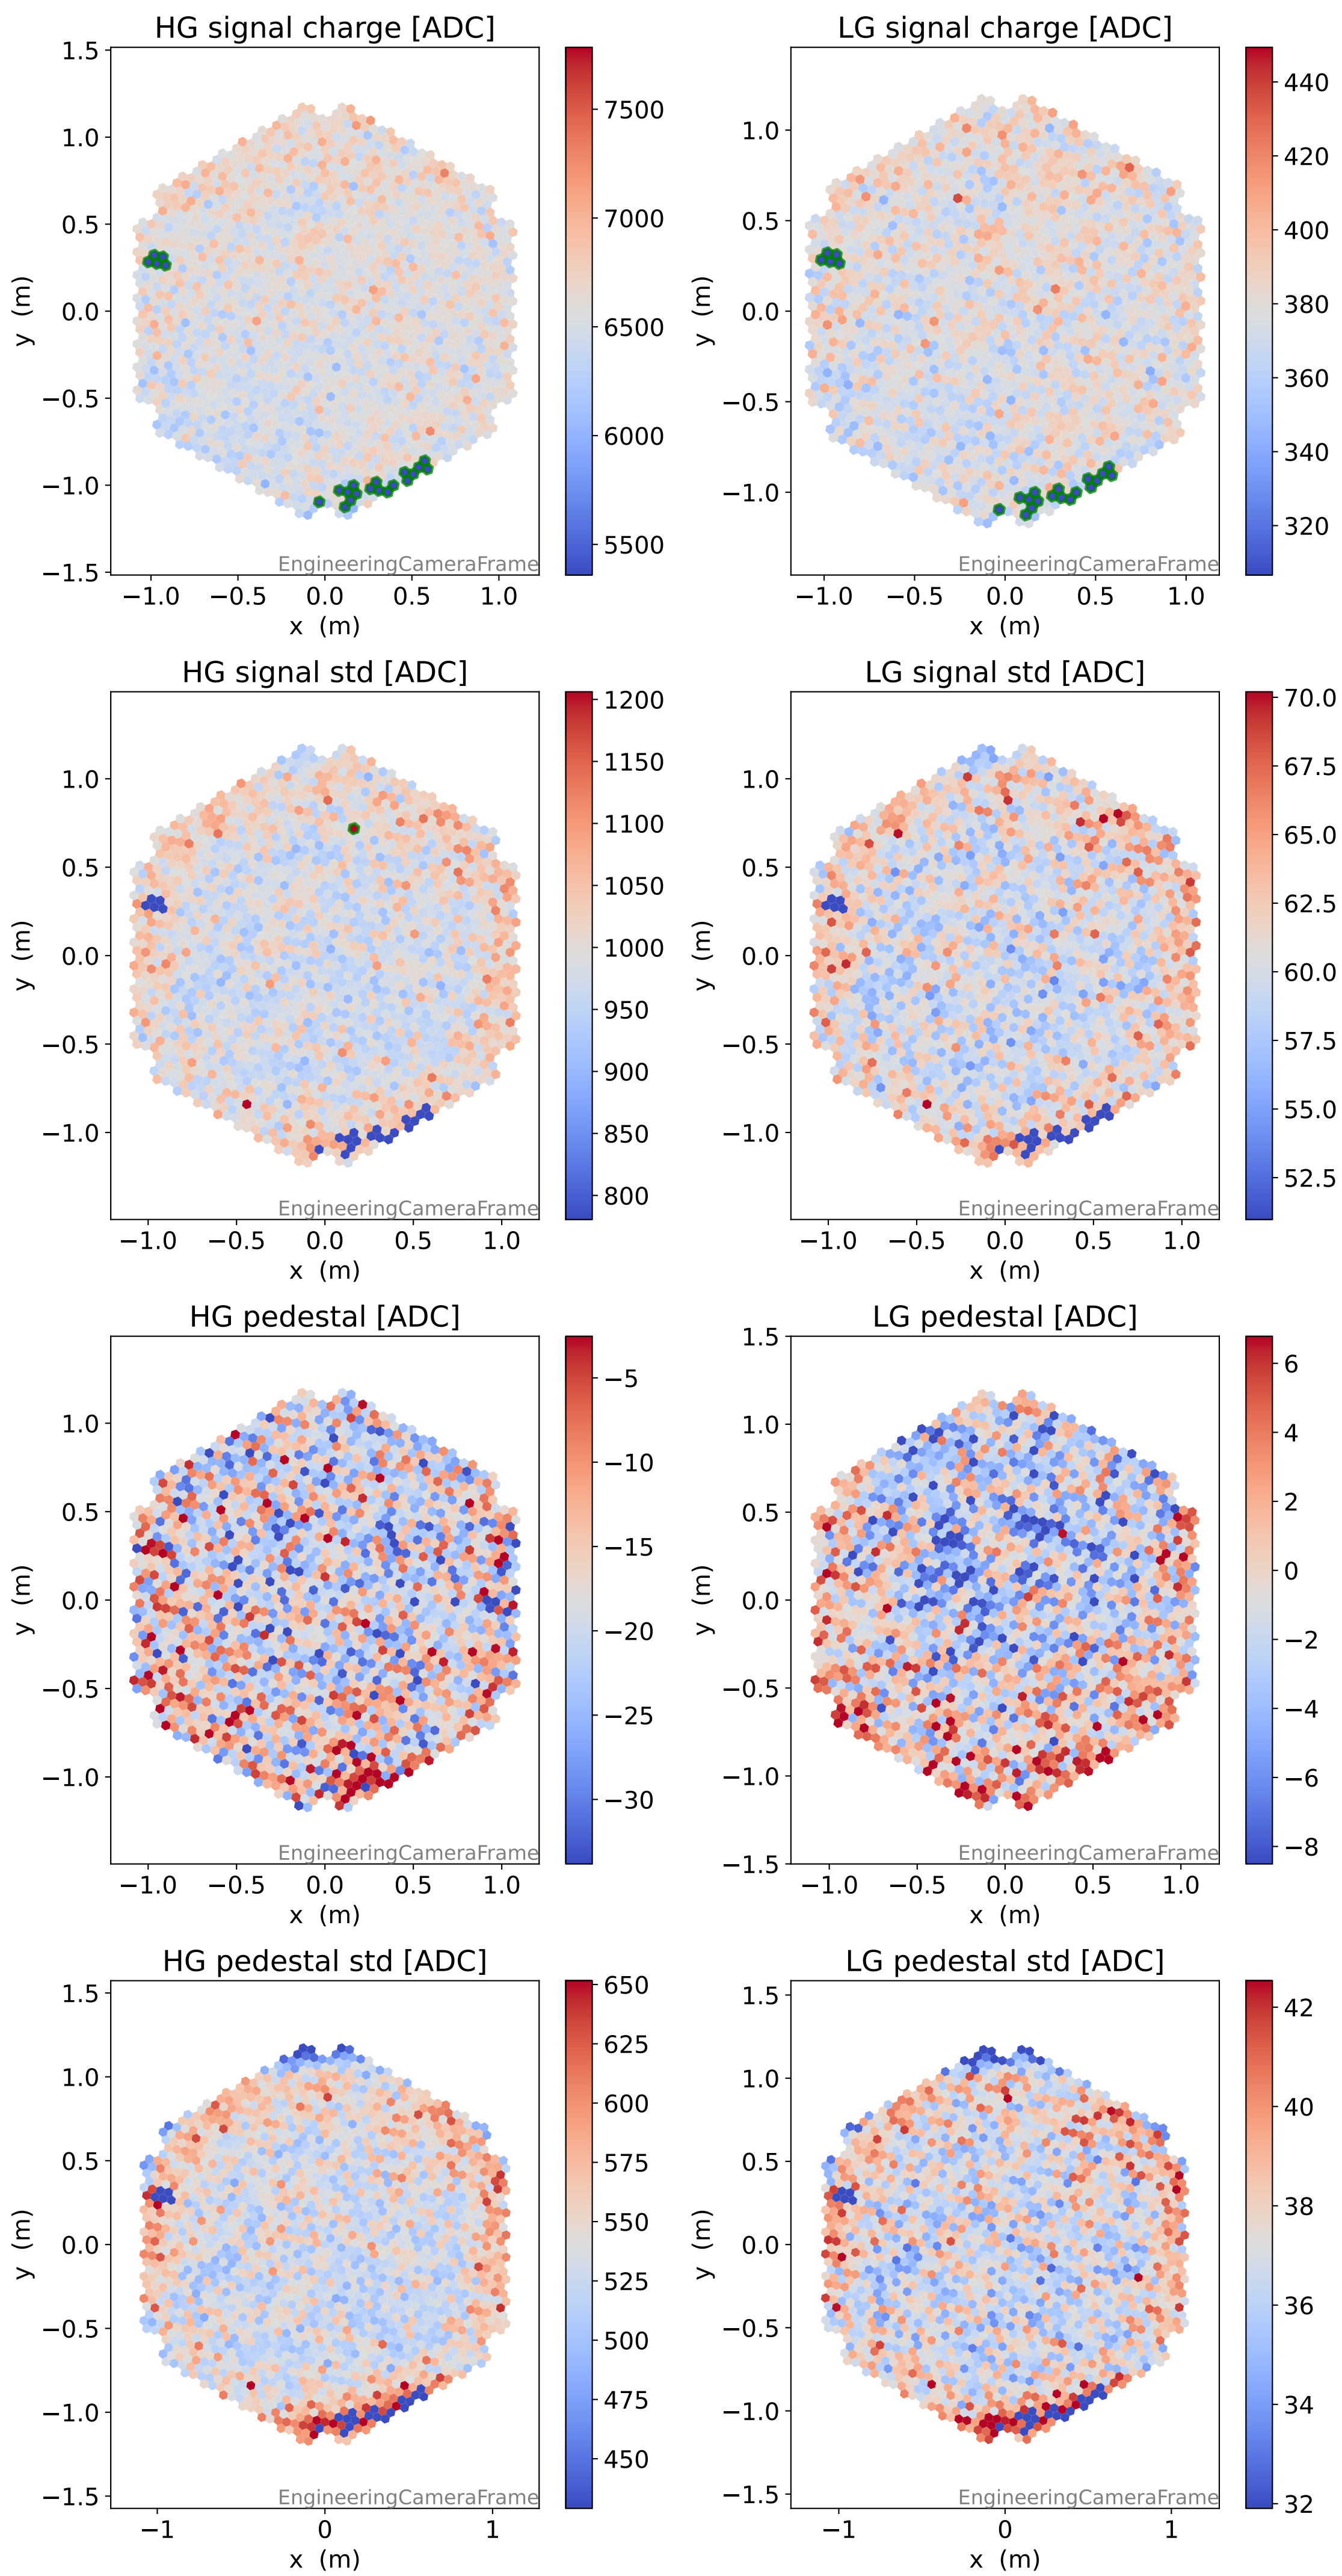 HG signal charge [ADC]
LG signal charge [ADC]
1.5
1.0
0.5
0.0
−0.5
−1.0
−1.5
y (m)
−1.0 −0.5 0.0 0.5 1.0
x (m)
EngineeringCameraFrame
7500
7000
6500
6000
5500
1.0
0.5
0.0
−0.5
−1.0
y (m)
−1.0 −0.5 0.0 0.5 1.0
x (m)
EngineeringCameraFrame
440
420
400
380
360
340
320
HG signal std [ADC]
LG signal std [ADC]
1.0
0.5
0.0
−0.5
−1.0
y (m)
−1.0 −0.5 0.0 0.5 1.0
x (m)
EngineeringCameraFrame
1200
1150
1100
1050
1000
950
900
850
800
1.0
0.5
0.0
−0.5
−1.0
y (m)
−1.0 −0.5 0.0 0.5 1.0
x (m)
EngineeringCameraFrame
70.0
67.5
65.0
62.5
60.0
57.5
55.0
52.5
HG pedestal [ADC]
LG pedestal [ADC]
1.0
0.5
0.0
−0.5
−1.0
y (m)
−1.0 −0.5 0.0 0.5 1.0
x (m)
EngineeringCameraFrame
−5
−10
−15
−20
−25
−30
1.5
1.0
0.5
0.0
−0.5
−1.0
−1.5
y (m)
−1.0 −0.5 0.0 0.5 1.0
x (m)
EngineeringCameraFrame
6
4
2
0
−2
−4
−6
−8
HG pedestal std [ADC]
LG pedestal std [ADC]
1.5
1.0
0.5
0.0
−0.5
−1.0
−1.5
y (m)
−1 0 1
x (m)
EngineeringCameraFrame
650
625
600
575
550
525
500
475
450
1.5
1.0
0.5
0.0
−0.5
−1.0
−1.5
y (m)
−1 0 1
x (m)
EngineeringCameraFrame
42
40
38
36
34
32